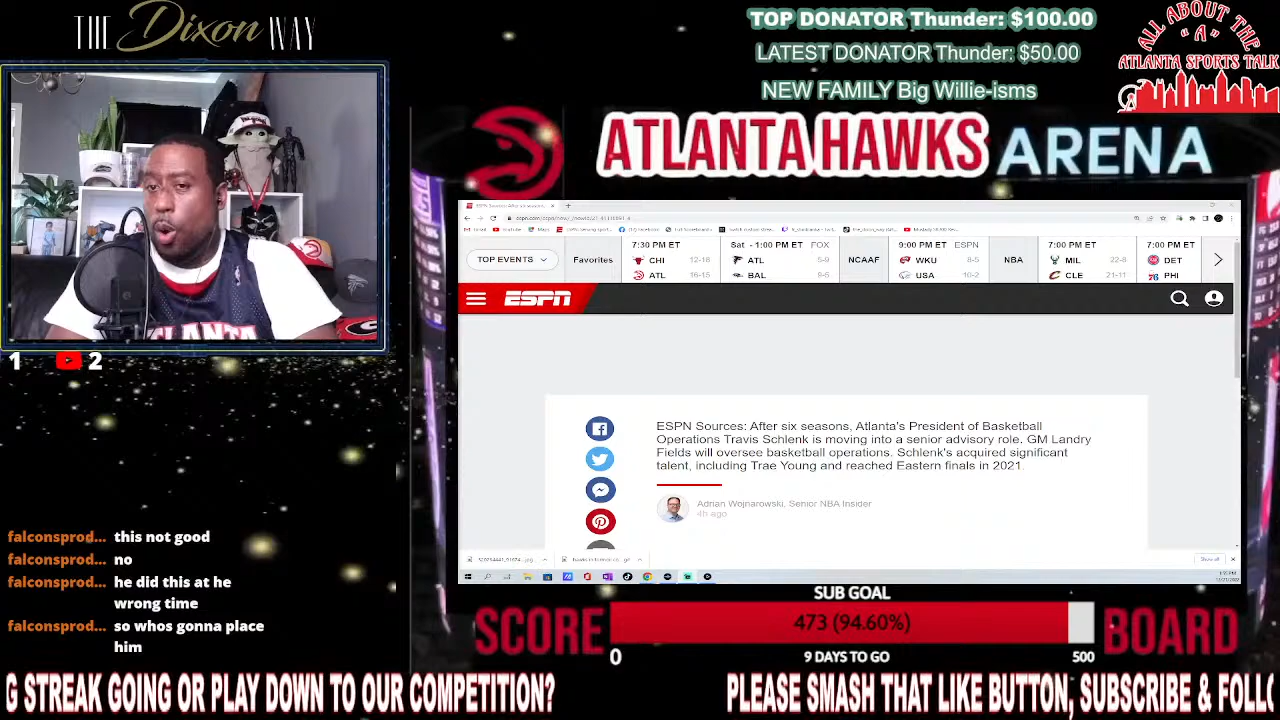 THE Dixon WAY
TOP DONATOR Thunder: $100.00
LATEST DONATOR Thunder: $50.00
NEW FAMILY Big Willie-isms
ALL ABOUT THE
"A"
ATLANTA SPORTS TALK
ATLANTA HAWKS ARENA
ATLANTA
1 2
TOP EVENTS
Favorites
7:30 PM ET
CHI 12-18
ATL 16-15
Sat - 1:00 PM ET FOX
ATL 5-9
BAL 9-5
NCAAF
9:00 PM ET ESPN
WKU 8-5
USA 10-2
NBA
7:00 PM ET
MIL 22-8
CLE 21-11
7:00 PM ET
DET
PHI
ESPN
ESPN Sources: After six seasons, Atlanta's President of Basketball
Operations Travis Schlenk is moving into a senior advisory role. GM Landry
Fields will oversee basketball operations. Schlenk's acquired significant
talent, including Trae Young and reached Eastern finals in 2021.
Adrian Wojnarowski, Senior NBA Insider
4h ago
Show all
falconsprod... this not good
falconsprod... no
falconsprod... he did this at he
wrong time
falconsprod... so whos gonna place
him
SUB GOAL
SCORE 473 (94.60%) BOARD
0 9 DAYS TO GO 500
G STREAK GOING OR PLAY DOWN TO OUR COMPETITION? PLEASE SMASH THAT LIKE BUTTON, SUBSCRIBE & FOLLO